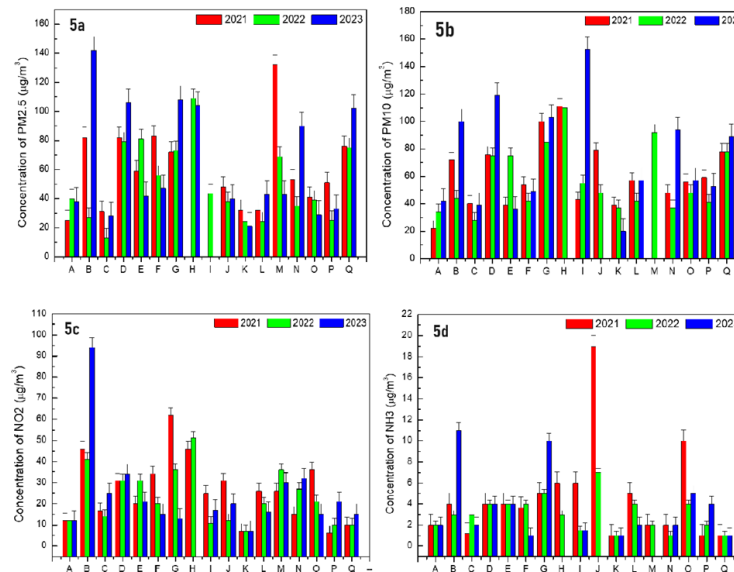 5a
2021 2022 2023
Concentration of PM2.5 (µg/m³)
160
140
120
100
80
60
40
20
0
A B C D E F G H I J K L M N O P Q
5b
2021 2022 202
Concentration of PM10 (µg/m³)
160
140
120
100
80
60
40
20
0
A B C D E F G H I J K L M N O P Q
5c
2021 2022 2023
Concentration of NO2 (µg/m³)
110
100
90
80
70
60
50
40
30
20
10
A B C D E F G H I J K L M N O P Q
5d
2021 2022 202
Concentration of NH3 (µg/m³)
22
20
18
16
14
12
10
8
6
4
2
0
A B C D E F G H I J K L M N O P Q